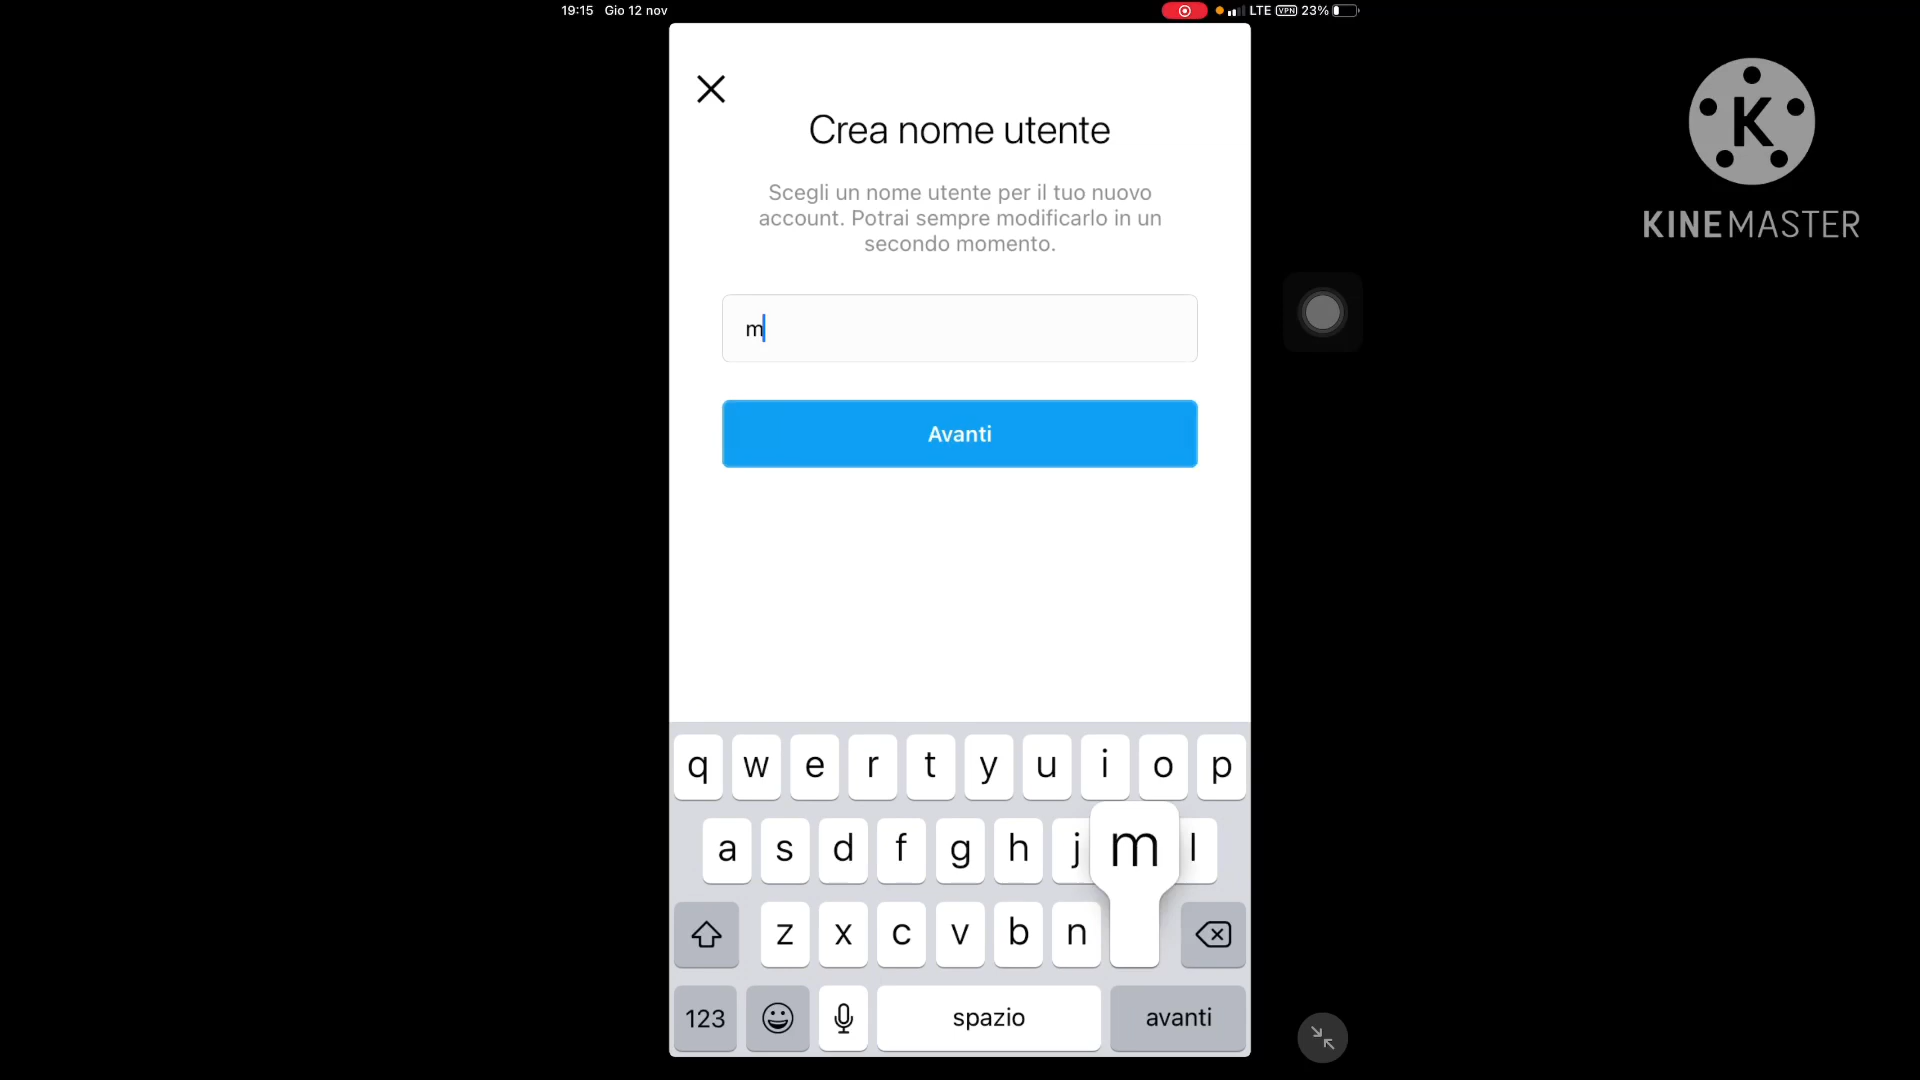 19:15 Gio 12 nov
LTE VPN 23%
K
KINEMASTER
Crea nome utente
Scegli un nome utente per il tuo nuovo
account. Potrai sempre modificarlo in un
secondo momento.
m
Avanti
q w e r t y u i o p
a s d f g h j m l
z x c v b n
123 spazio avanti